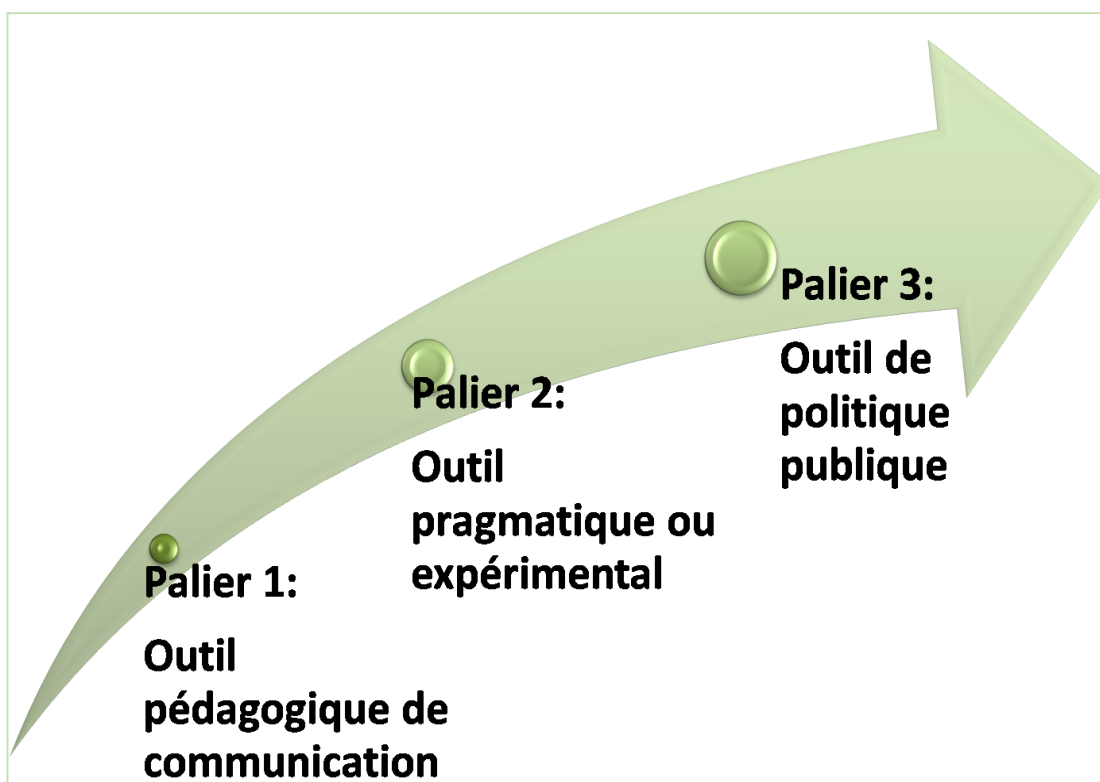 Palier 1:
Outil
pédagogique de
communication
Palier 2:
Outil
pragmatique ou
expérimental
Palier 3:
Outil de
politique
publique